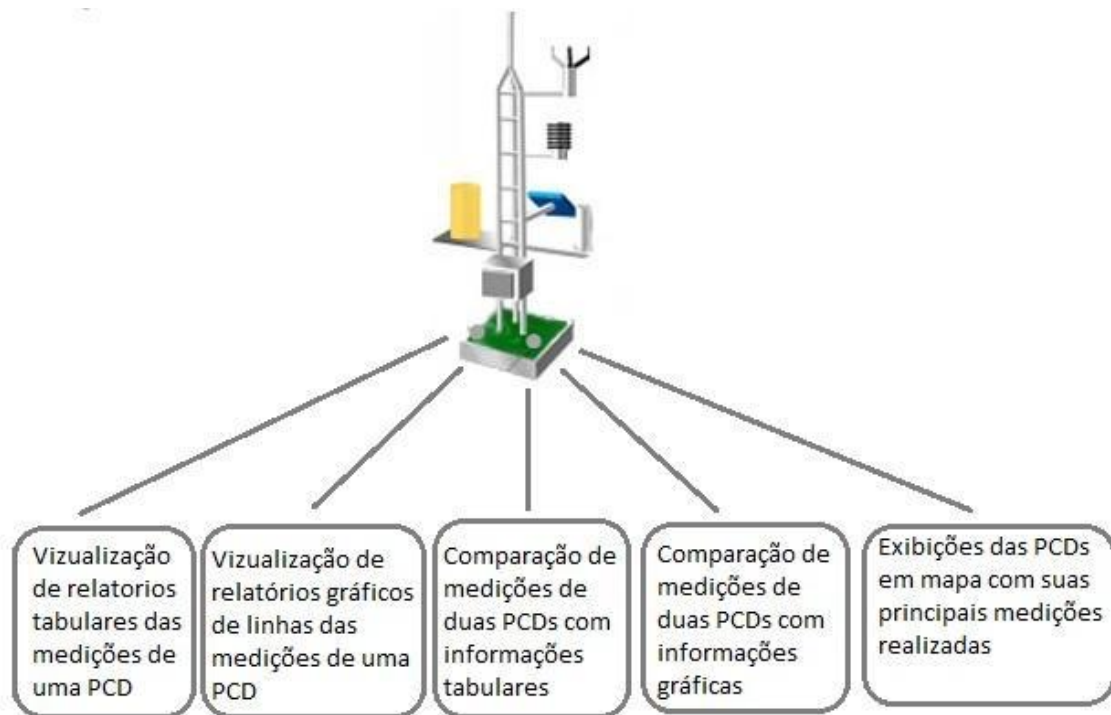 Vizualização
de relatorios
tabulares das
medições de
uma PCD
Vizualização de
relatórios gráficos
de linhas das
medições de uma
PCD
Comparação de
medições de
duas PCDs com
informações
tabulares
Comparação de
medições de
duas PCDs com
informações
gráficas
Exibições das PCDs
em mapa com suas
principais medições
realizadas